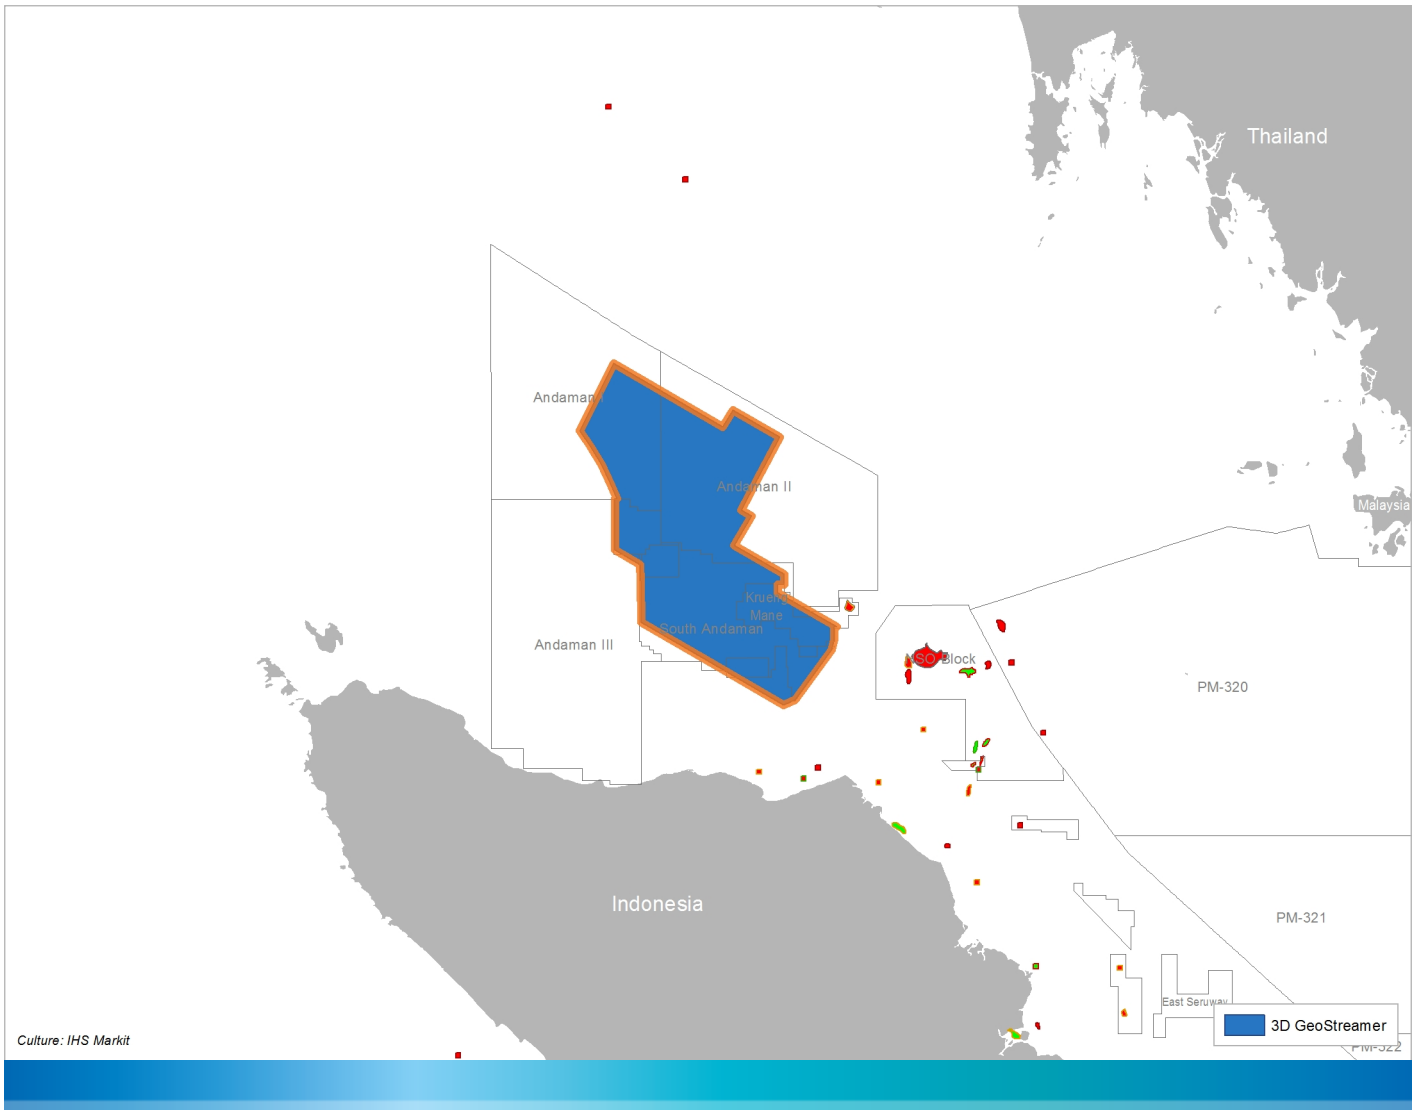 Thailand
Andaman I
Andaman II
Malaysia
Krueng
Mane
South Andaman
Andaman III
NSO Block
PM-320
Indonesia
PM-321
East Seruway
3D GeoStreamer
Culture: IHS Markit
PM-322